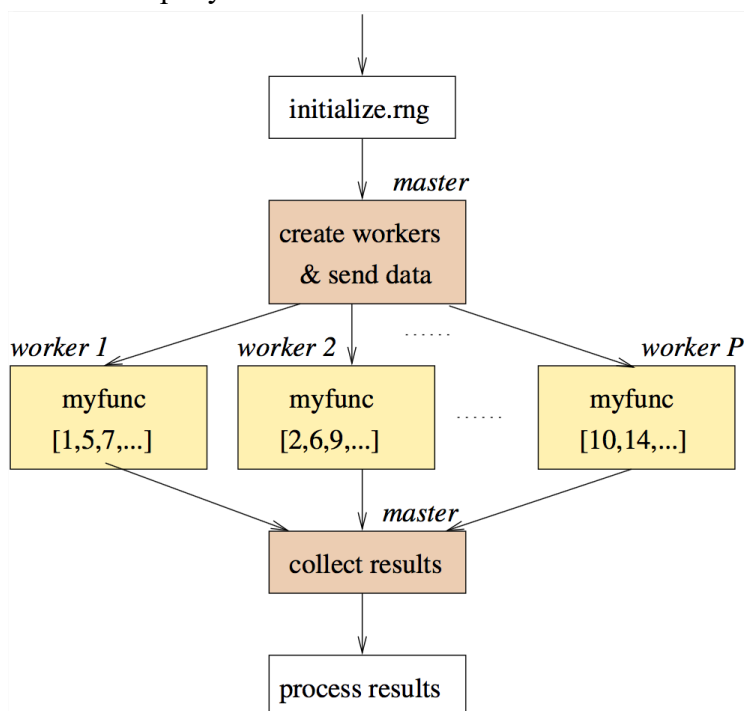 initialize.rng
master
create workers
& send data
......
worker 1
worker 2
worker P
myfunc
[1,5,7,...]
myfunc
[2,6,9,...]
......
myfunc
[10,14,...]
master
collect results
process results